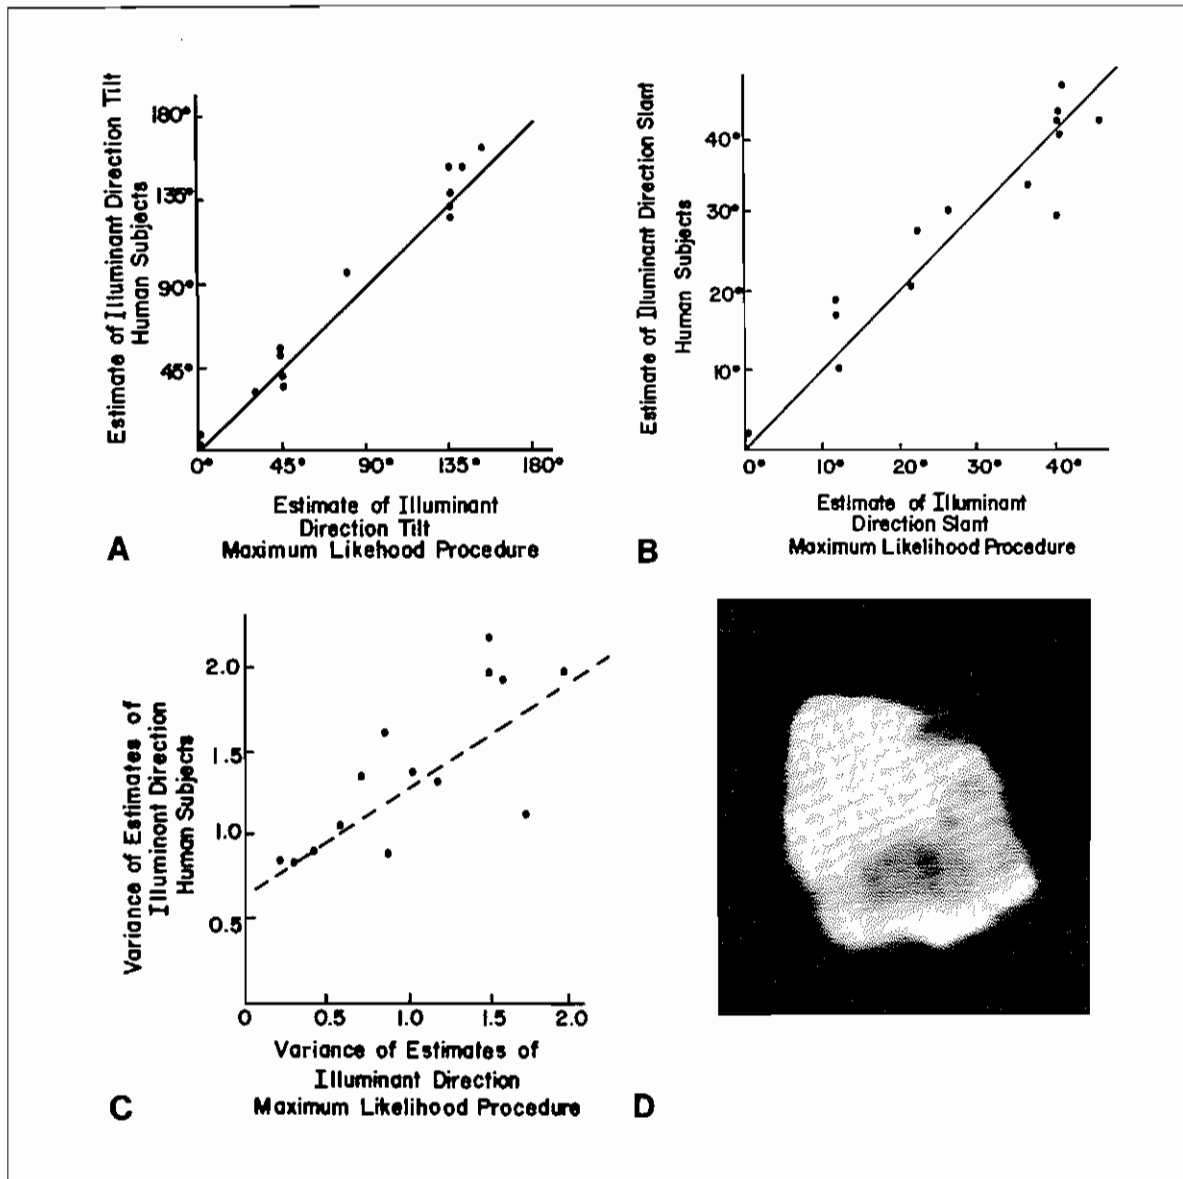 Estimate of Illuminant Direction Tilt
Human Subjects
180°
135°
90°
45°
0° 45° 90° 135° 180°
Estimate of Illuminant
Direction Tilt
Maximum Likehood Procedure
A
Estimate of Illuminant Direction Slant
Human Subjects
40°
30°
20°
10°
0° 10° 20° 30° 40°
Estimate of Illuminant
Direction Slant
Maximum Likelihood Procedure
B
Variance of Estimates of
Illuminont Direction
Human Subjects
2.0
1.5
1.0
0.5
0 0.5 1.0 1.5 2.0
Variance of Estimates of
Illuminant Direction
Maximum Likelihood Procedure
C
D